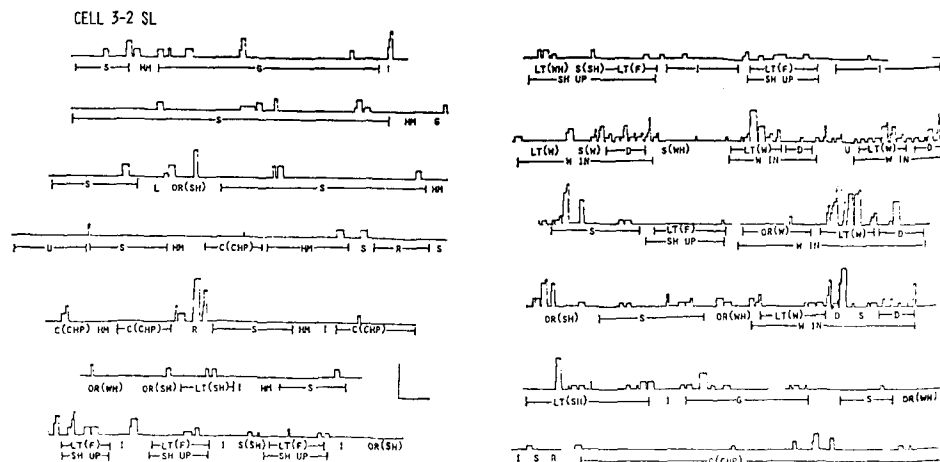 CELL 3-2 SL
S HM G I
S HM G
S L OR(SH) S HM
U S HM C(CHP) HM S R S
C(CHP) HM C(CHP) R S HM I C(CHP)
OR(WH) OR(SH) LT(SH) I HM S
LT(F) I LT(F) I S(SH) LT(F) I OR(SH)
SH UP SH UP SH UP
LT(WH) S(SH) LT(F) I LT(F) I
SH UP SH UP
LT(W) S(W) D S(WH) LT(W) D U LT(W) D
W IN W IN W IN
S LT(F) OR(W) LT(W) D
SH UP W IN
OR(SH) S OR(WH) LT(W) D S D
W IN
LT(SH) I G S OR(WH)
I S R C(CHP)